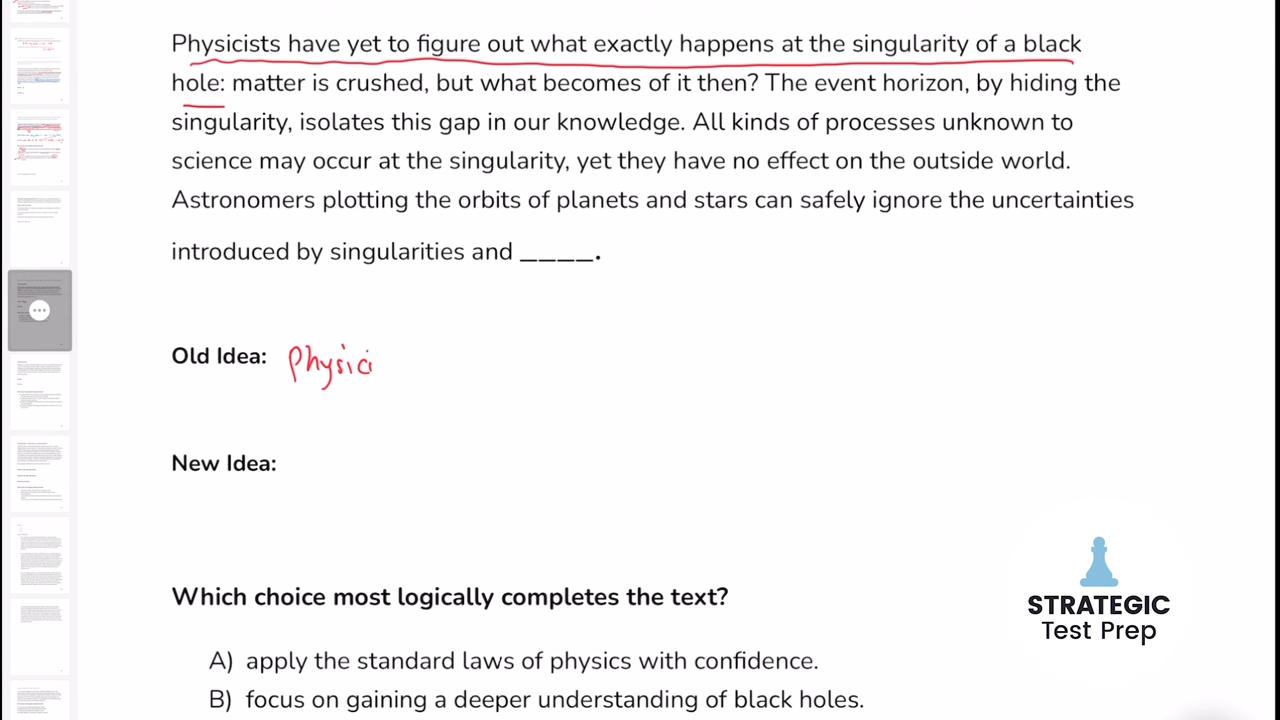 Physicists have yet to figure out what exactly happens at the singularity of a black
hole: matter is crushed, but what becomes of it then? The event horizon, by hiding the
singularity, isolates this gap in our knowledge. All kinds of processes unknown to
science may occur at the singularity, yet they have no effect on the outside world.
Astronomers plotting the orbits of planets and stars can safely ignore the uncertainties
introduced by singularities and ____.
Old Idea: Physici
New Idea:
Which choice most logically completes the text?
A) apply the standard laws of physics with confidence.
B) focus on gaining a deeper understanding of black holes.
STRATEGIC
Test Prep